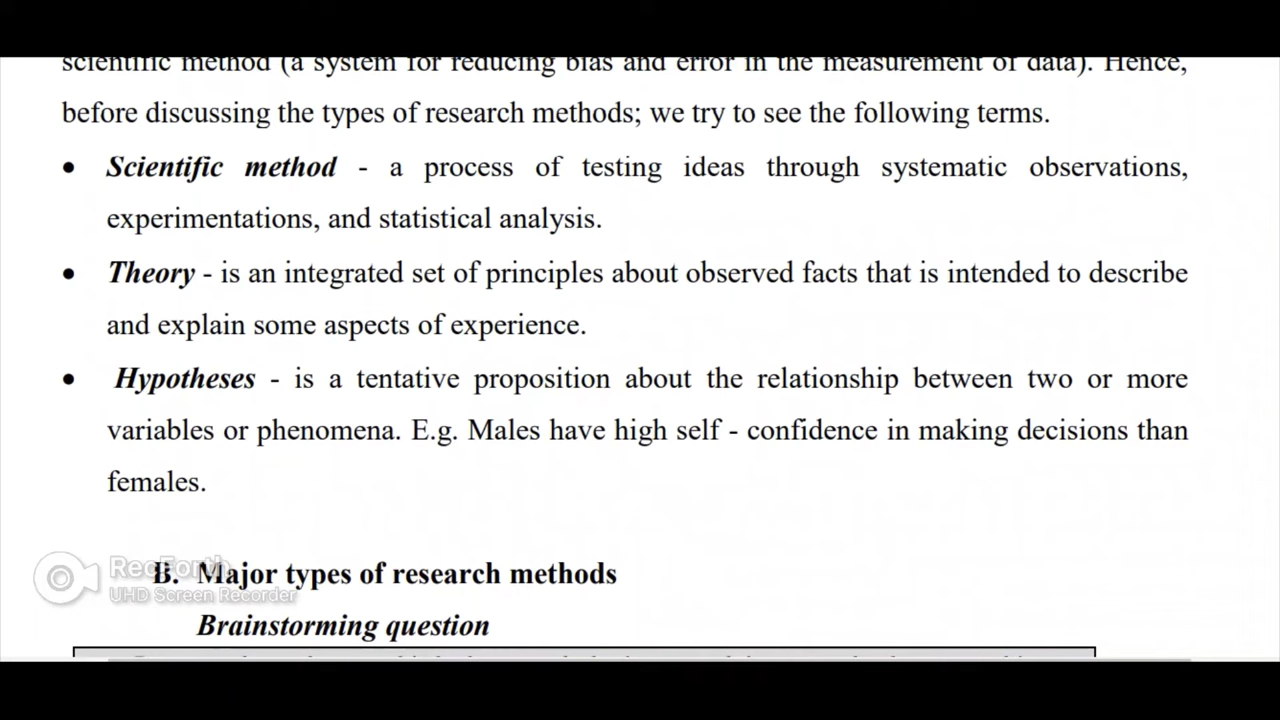 scientific method (a system for reducing bias and error in the measurement of data). Hence,
before discussing the types of research methods; we try to see the following terms.
• Scientific method - a process of testing ideas through systematic observations,
experimentations, and statistical analysis.
• Theory - is an integrated set of principles about observed facts that is intended to describe
and explain some aspects of experience.
• Hypotheses - is a tentative proposition about the relationship between two or more
variables or phenomena. E.g. Males have high self - confidence in making decisions than
females.
RecForth
B. Major types of research methods
UHD Screen Recorder
Brainstorming question